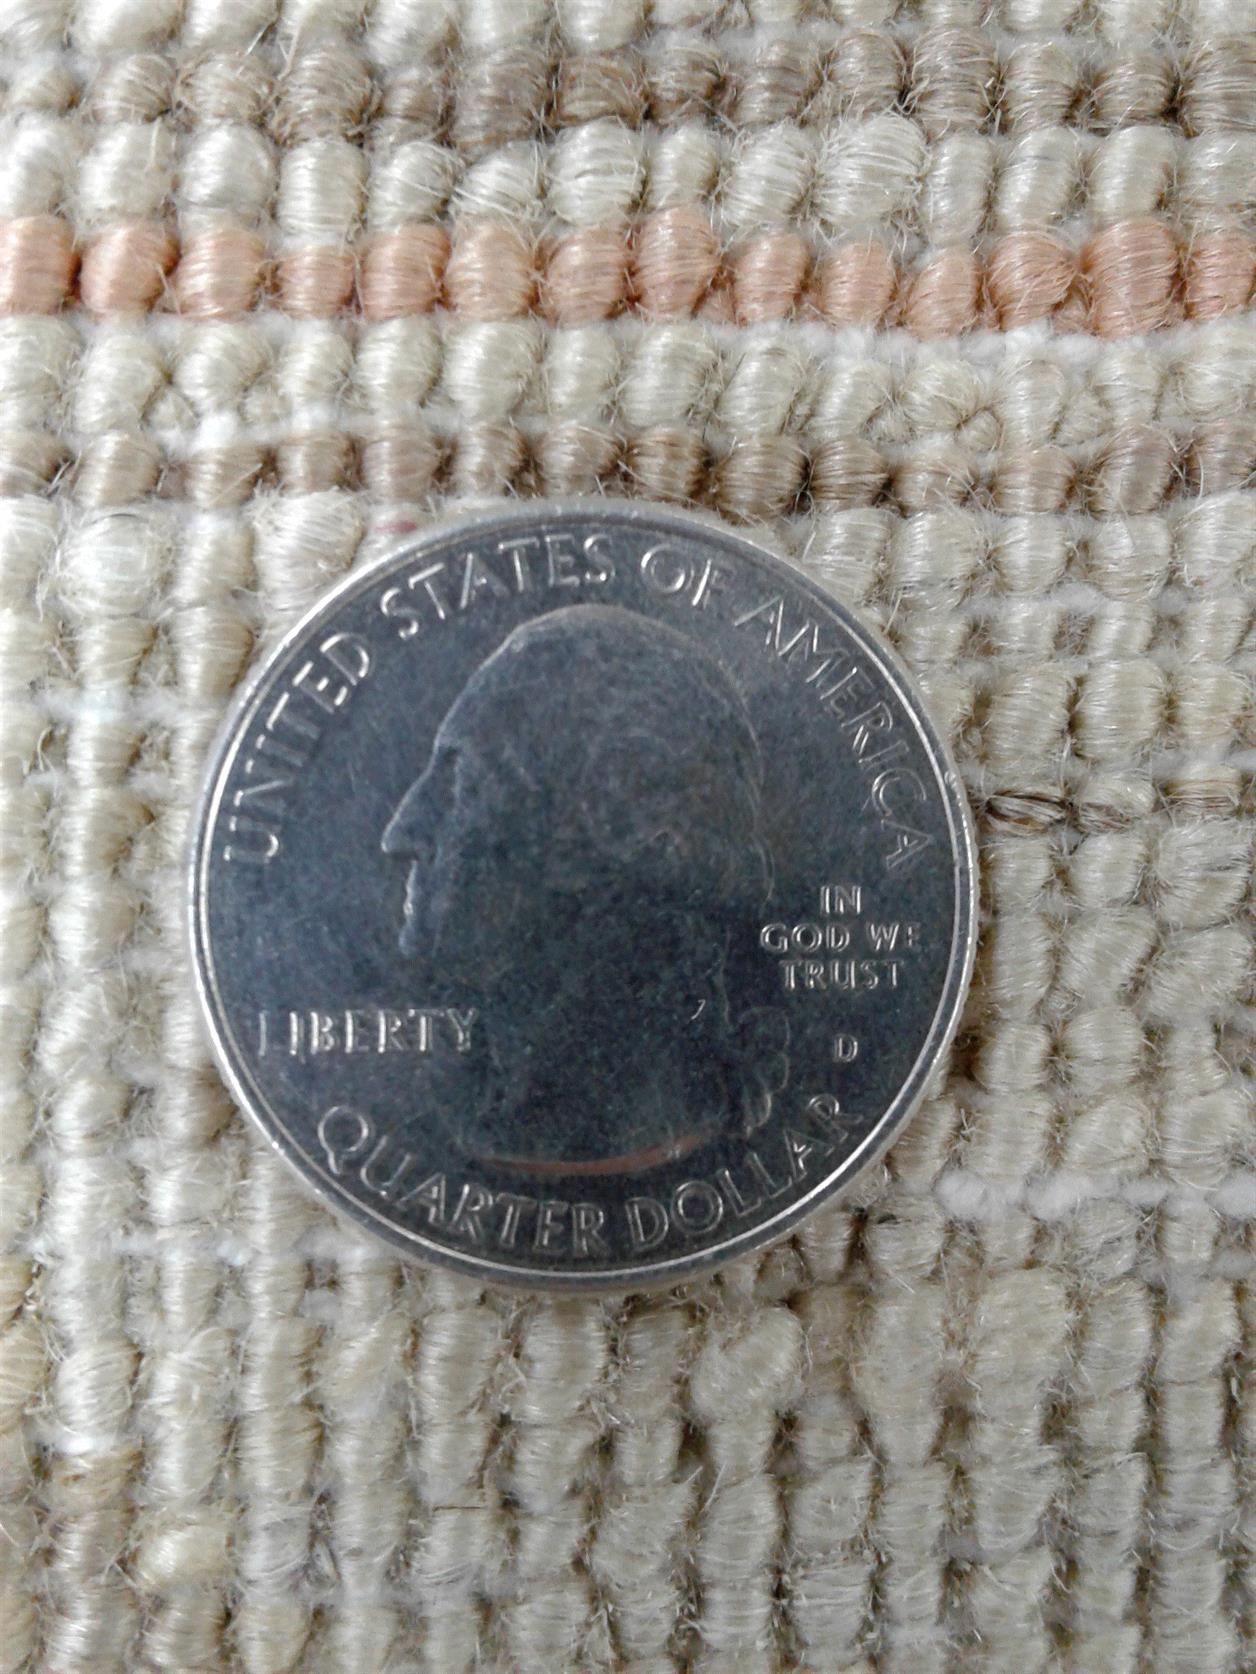 UNITED STATES OF AMERICA
IN
GOD WE
TRUST
LIBERTY
D
QUARTER DOLLAR